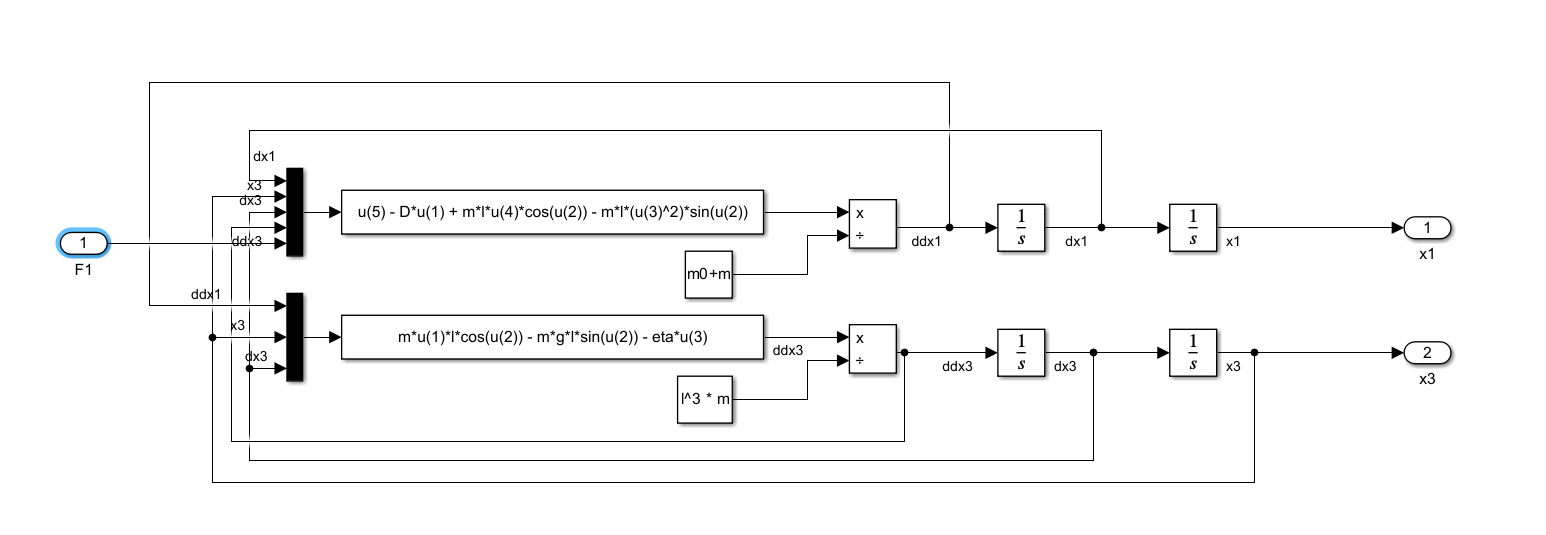 dx1
x3
dx3
ddx3
u(5) - D*u(1) + m*l*u(4)*cos(u(2)) - m*l*(u(3)^2)*sin(u(2))
x
÷
ddx1
1
s
dx1
1
s
x1
1
x1
1
F1
m0+m
ddx1
x3
dx3
m*u(1)*l*cos(u(2)) - m*g*l*sin(u(2)) - eta*u(3)
ddx3
x
÷
ddx3
1
s
dx3
1
s
x3
2
x3
l^3 * m